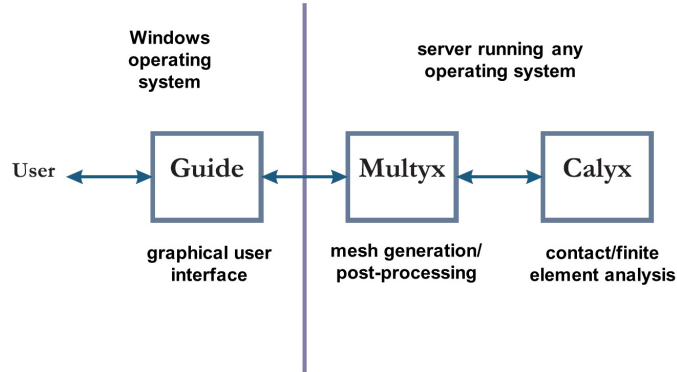 Windows
operating
system
server running any
operating system
User
Guide
Multyx
Calyx
graphical user
interface
mesh generation/
post-processing
contact/finite
element analysis